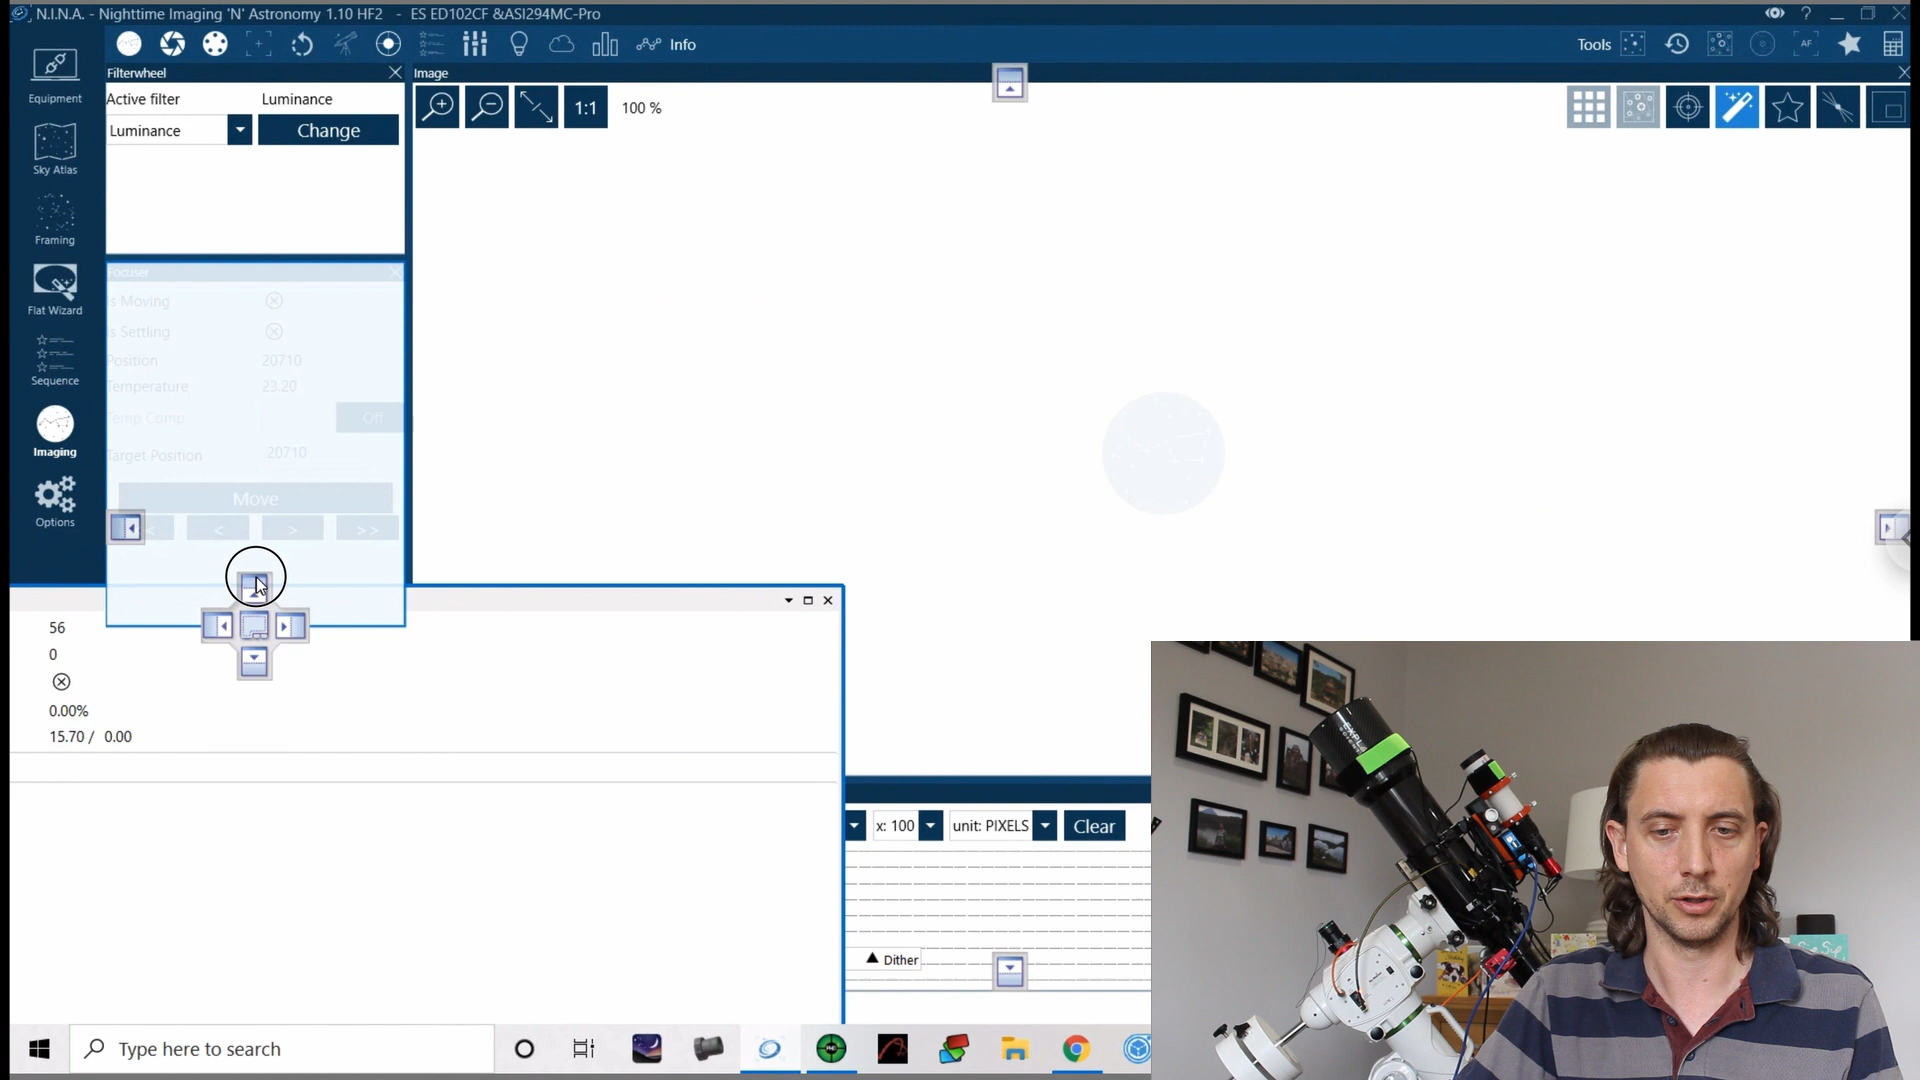 N.I.N.A. - Nighttime Imaging 'N' Astronomy 1.10 HF2 - ES ED102CF &ASI294MC-Pro
?
Info
Tools
AF
Equipment
Sky Atlas
Framing
Flat Wizard
Sequence
Imaging
Options
Filterwheel
Active filter Luminance
Luminance Change
Image
1:1 100 %
Focuser
Is Moving
Is Settling
Position 20710
Temperature 23.20
Temp Comp Off
Target Position 20710
Move
< < > >>
56
0
0.00%
15.70 / 0.00
x: 100 unit: PIXELS Clear
Dither
Type here to search